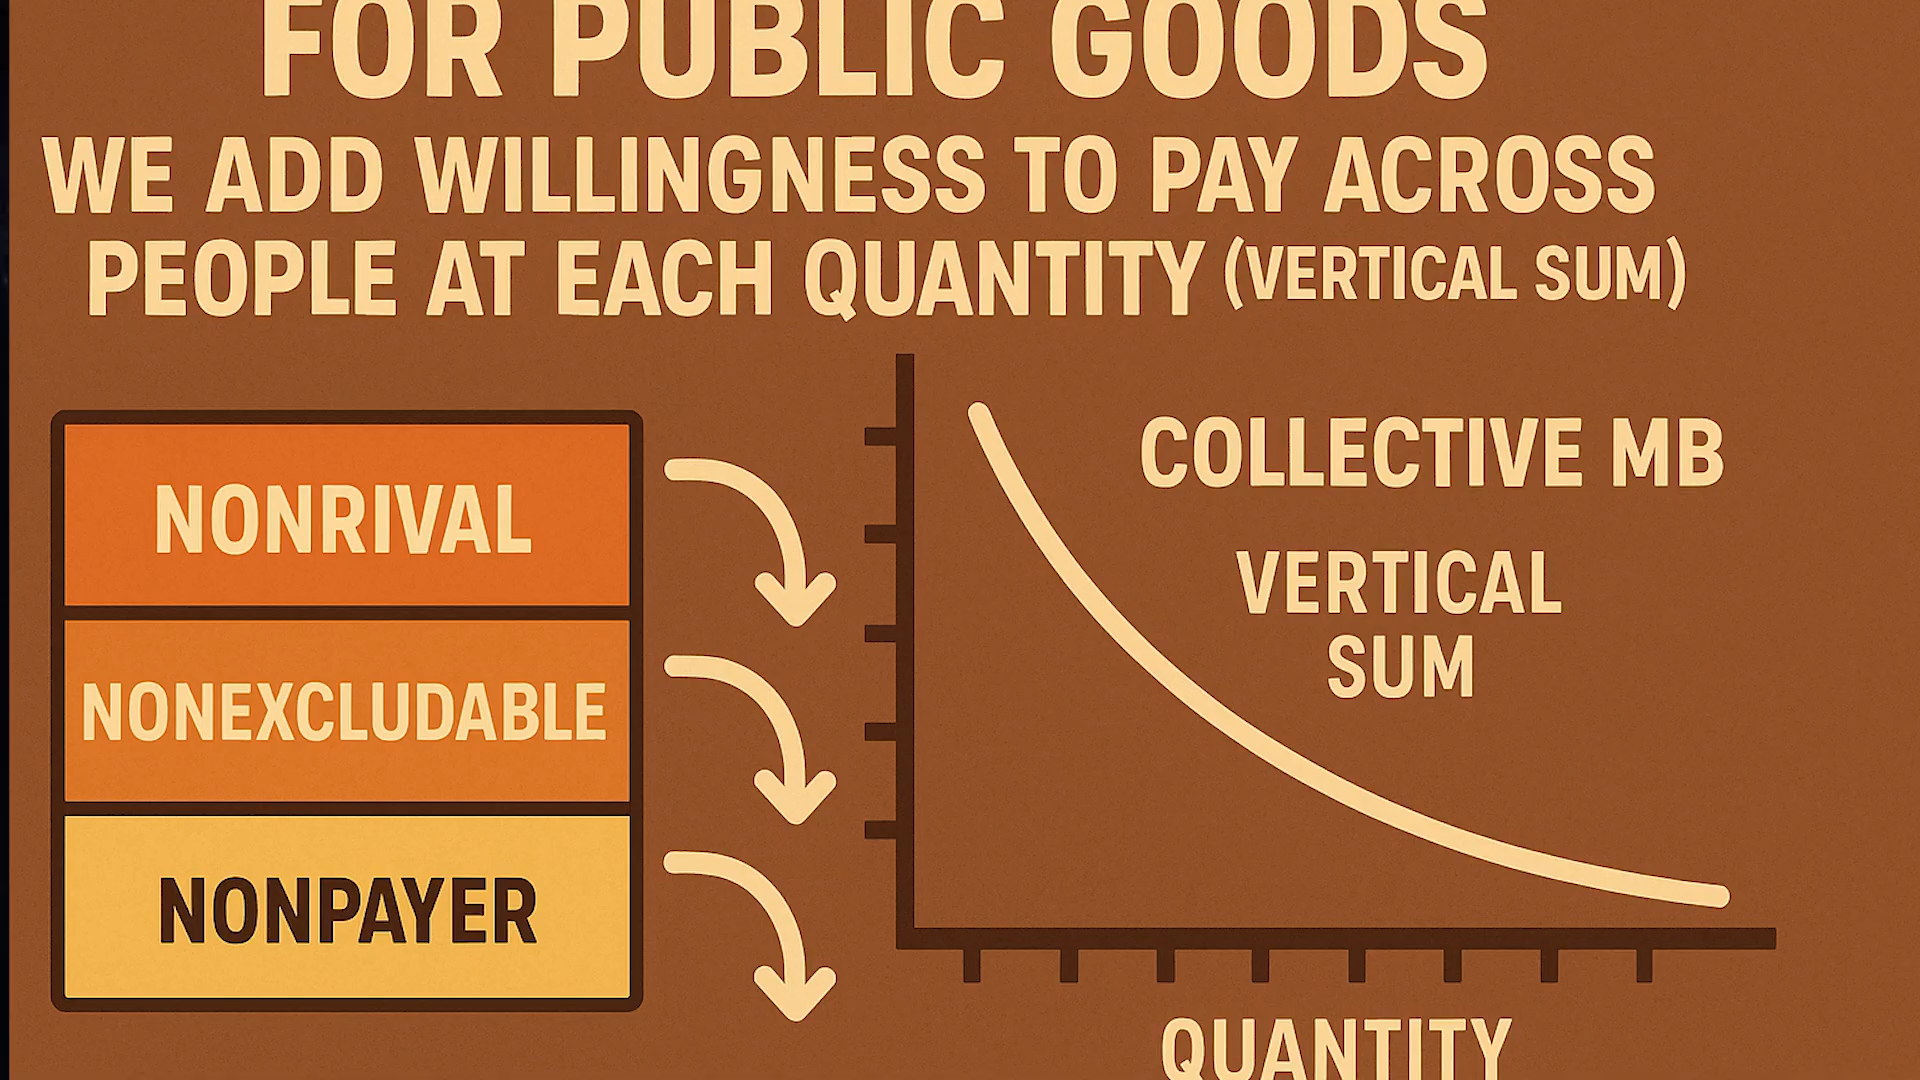 FOR PUBLIC GOODS
WE ADD WILLINGNESS TO PAY ACROSS
PEOPLE AT EACH QUANTITY (VERTICAL SUM)
NONRIVAL
NONEXCLUDABLE
NONPAYER
COLLECTIVE MB
VERTICAL
SUM
QUANTITY